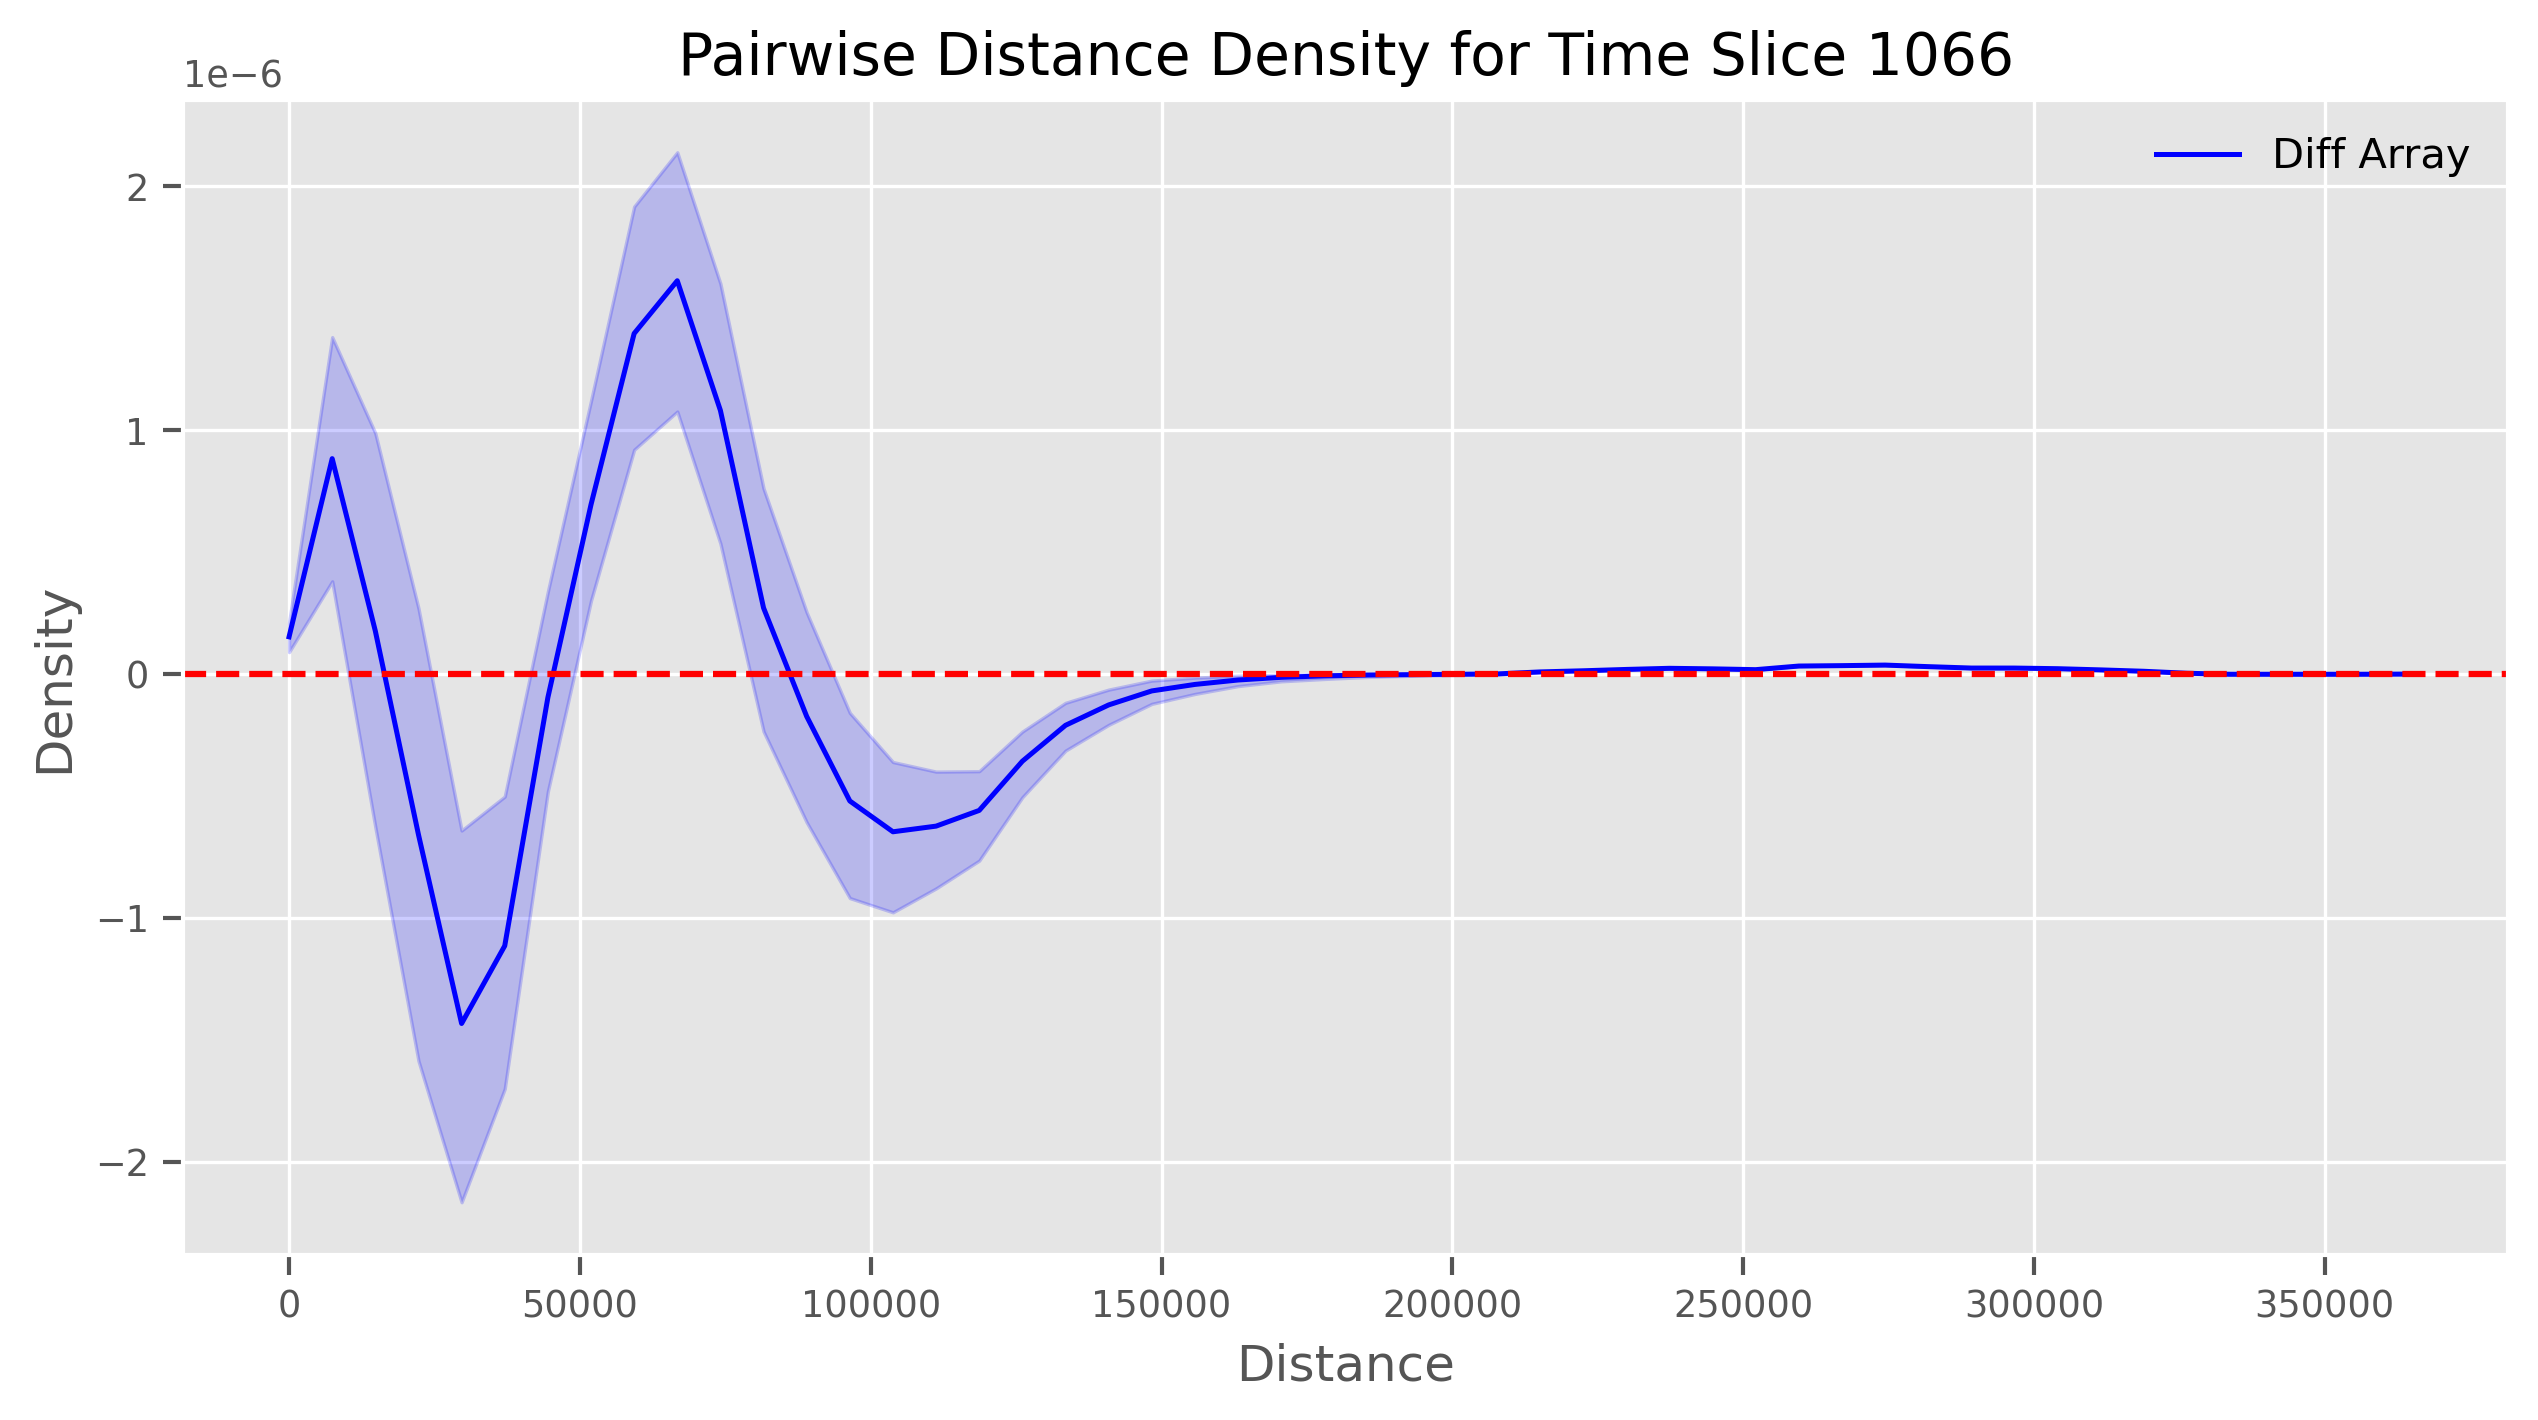 Pairwise Distance Density for Time Slice 1066
1e−6
Diff Array
2
1
0
−1
−2
Density
0 50000 100000 150000 200000 250000 300000 350000
Distance